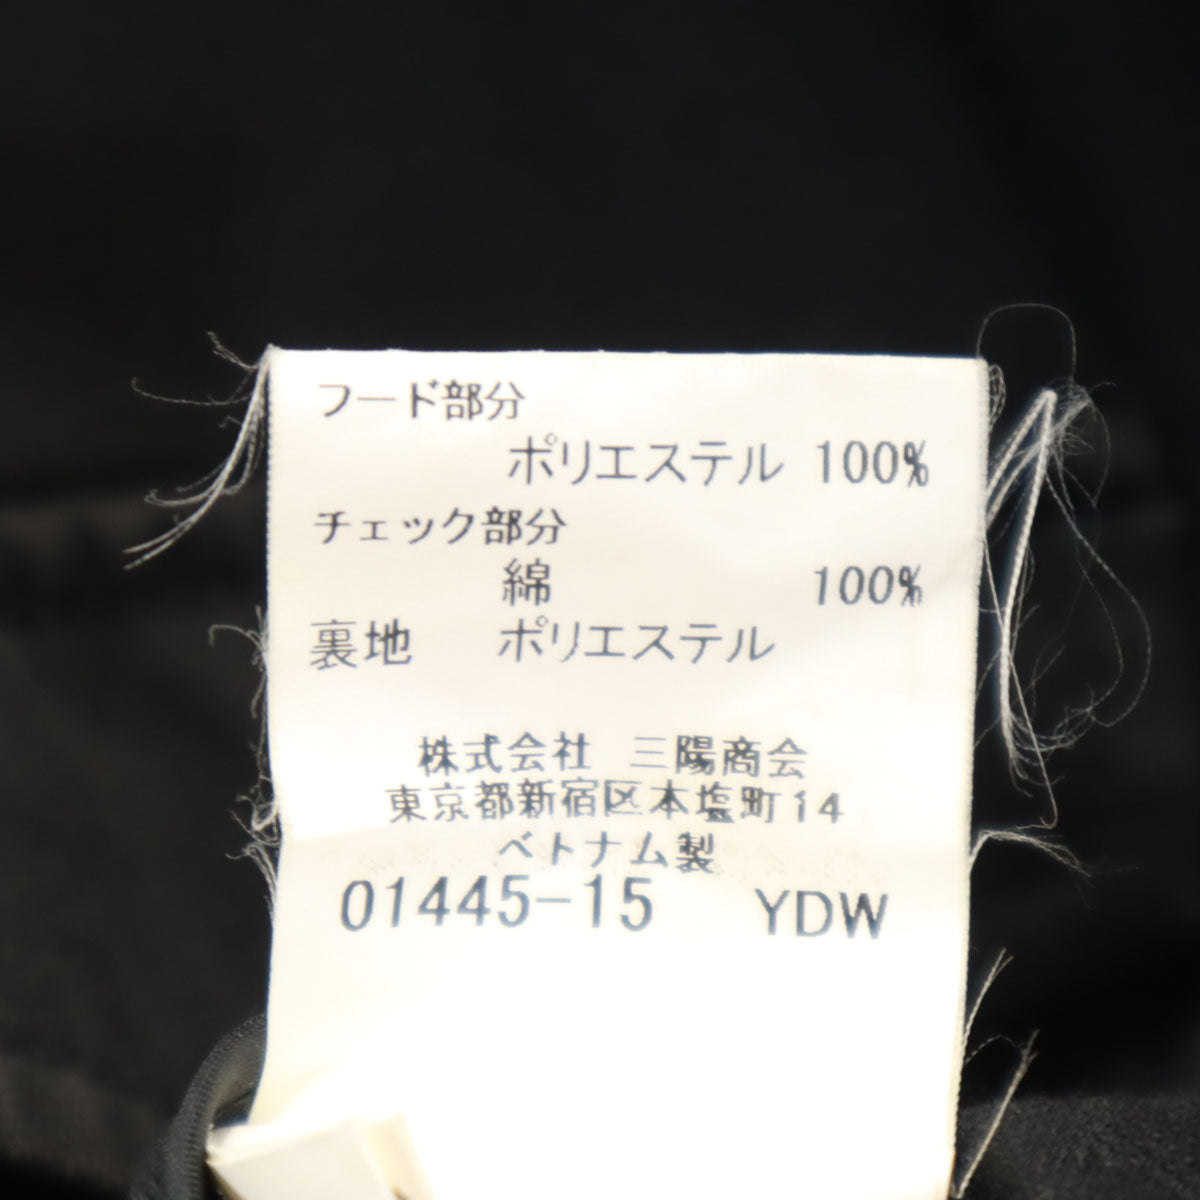 フード部分
ポリエステル 100%
チェック部分
綿 100%
裏地 ポリエステル
株式会社 三陽商会
東京都新宿区本塩町14
ベトナム製
01445-15 YDW